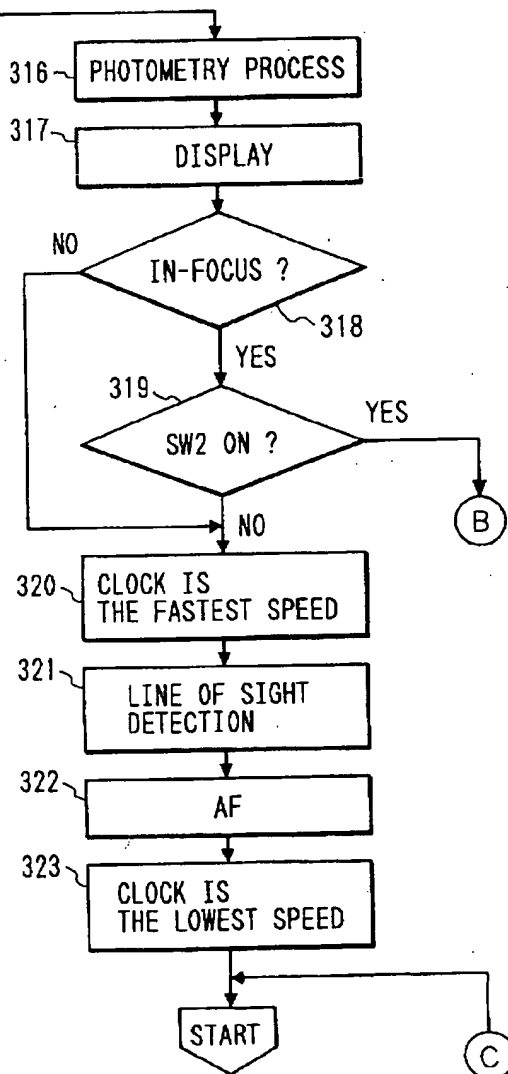 316
PHOTOMETRY PROCESS
317
DISPLAY
NO
IN-FOCUS ?
318
YES
319
YES
SW2 ON ?
B
NO
320
CLOCK IS
THE FASTEST SPEED
321
LINE OF SIGHT
DETECTION
322
AF
323
CLOCK IS
THE LOWEST SPEED
START
C